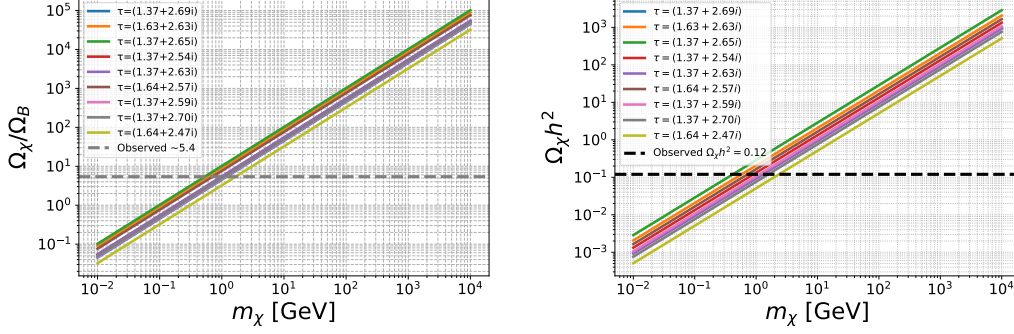 10^5
10^4
10^3
10^2
10^1
10^0
10^{-1}
Ω_χ/Ω_B
τ=(1.37+2.69i)
τ=(1.63+2.63i)
τ=(1.37+2.65i)
τ=(1.37+2.54i)
τ=(1.37+2.63i)
τ=(1.64+2.57i)
τ=(1.37+2.59i)
τ=(1.37+2.70i)
τ=(1.64+2.47i)
Observed ~5.4
10^{-2} 10^{-1} 10^0 10^1 10^2 10^3 10^4
m_χ [GeV]
10^3
10^2
10^1
10^0
10^{-1}
10^{-2}
10^{-3}
Ω_χh^2
τ = (1.37 + 2.69i)
τ = (1.63 + 2.63i)
τ = (1.37 + 2.65i)
τ = (1.37 + 2.54i)
τ = (1.37 + 2.63i)
τ = (1.64 + 2.57i)
τ = (1.37 + 2.59i)
τ = (1.37 + 2.70i)
τ = (1.64 + 2.47i)
Observed Ω_χh^2 = 0.12
10^{-2} 10^{-1} 10^0 10^1 10^2 10^3 10^4
m_χ [GeV]